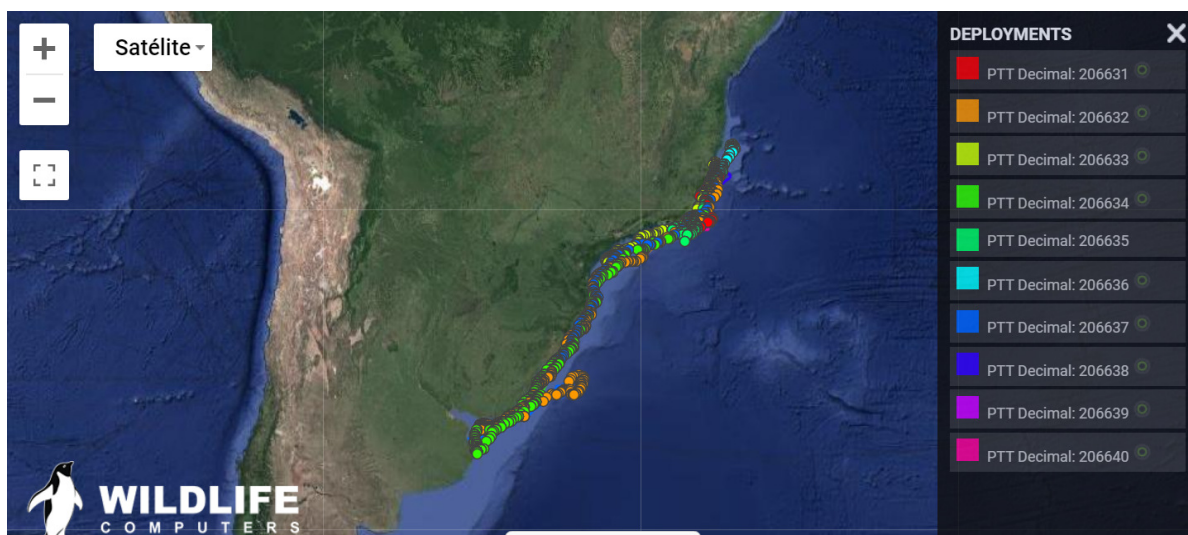 +
Satélite
−
DEPLOYMENTS
PTT Decimal: 206631
PTT Decimal: 206632
PTT Decimal: 206633
PTT Decimal: 206634
PTT Decimal: 206635
PTT Decimal: 206636
PTT Decimal: 206637
PTT Decimal: 206638
PTT Decimal: 206639
PTT Decimal: 206640
WILDLIFE
COMPUTERS